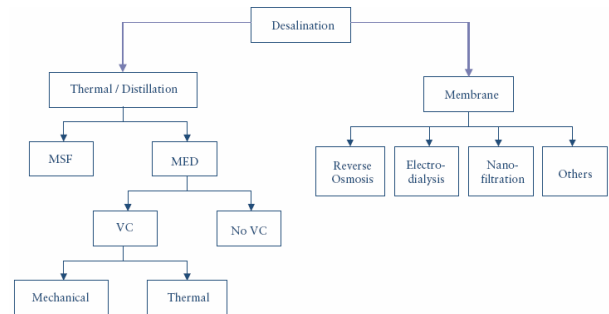 Desalination
Thermal / Distillation
Membrane
MSF
MED
Reverse
Osmosis
Electro-
dialysis
Nano-
filtration
Others
VC
No VC
Mechanical
Thermal